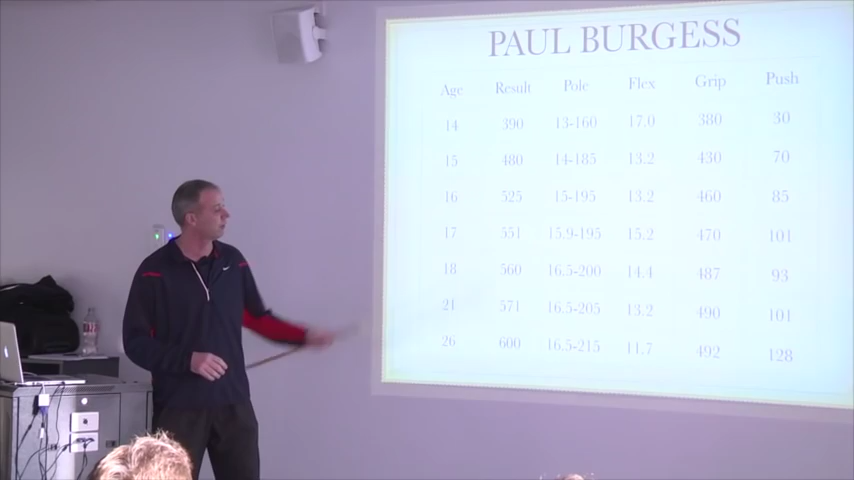 PAUL BURGESS
Age Result Pole Flex Grip Push
14 390 13-160 17.0 380 30
15 480 14-185 13.2 430 70
16 525 15-195 13.2 460 85
17 551 15.9-195 15.2 470 101
18 560 16.5-200 14.4 487 93
21 571 16.5-205 13.2 490 101
26 600 16.5-215 11.7 492 128